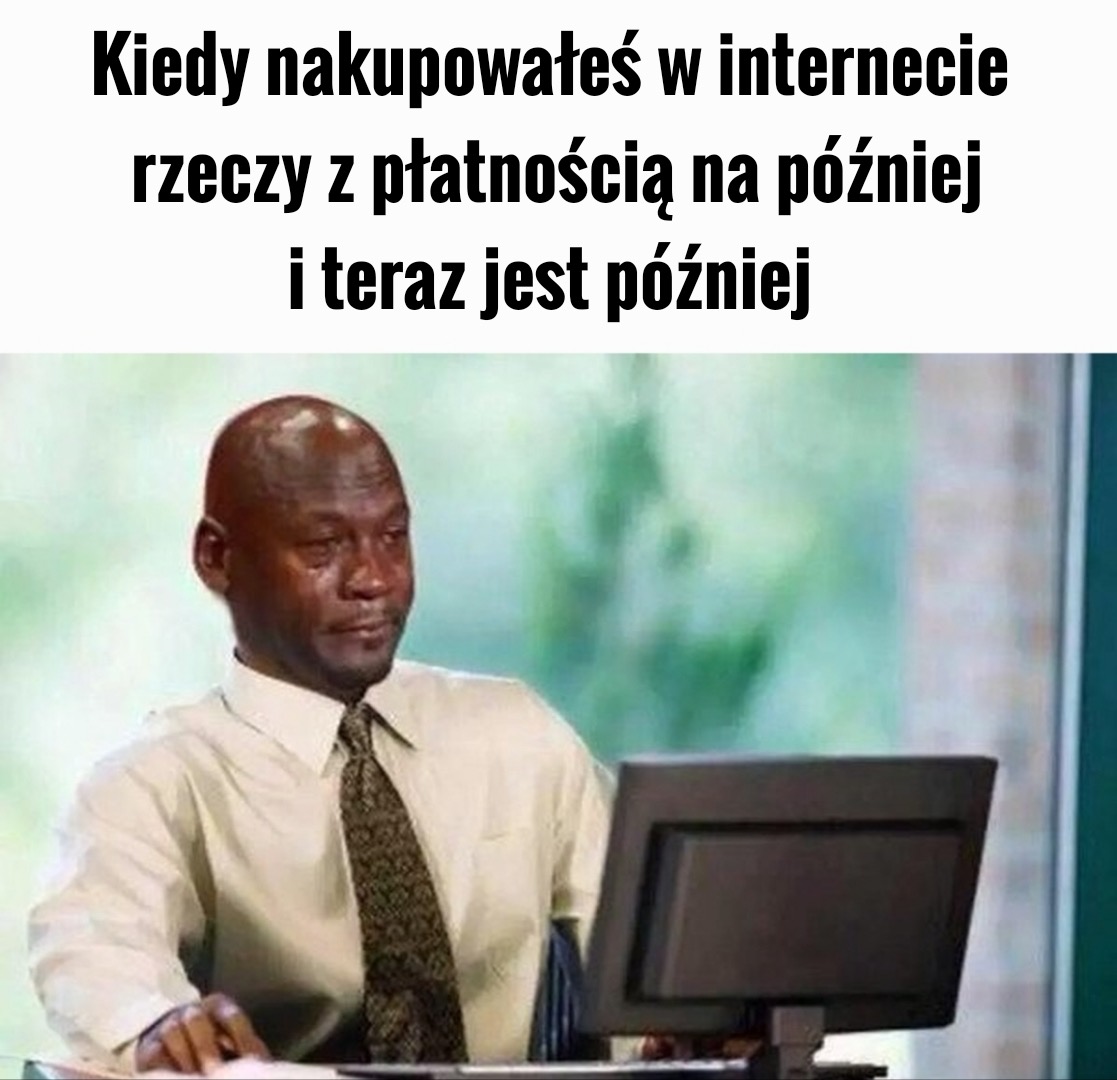 Kiedy nakupowałeś w internecie
rzeczy z płatnością na później
i teraz jest później